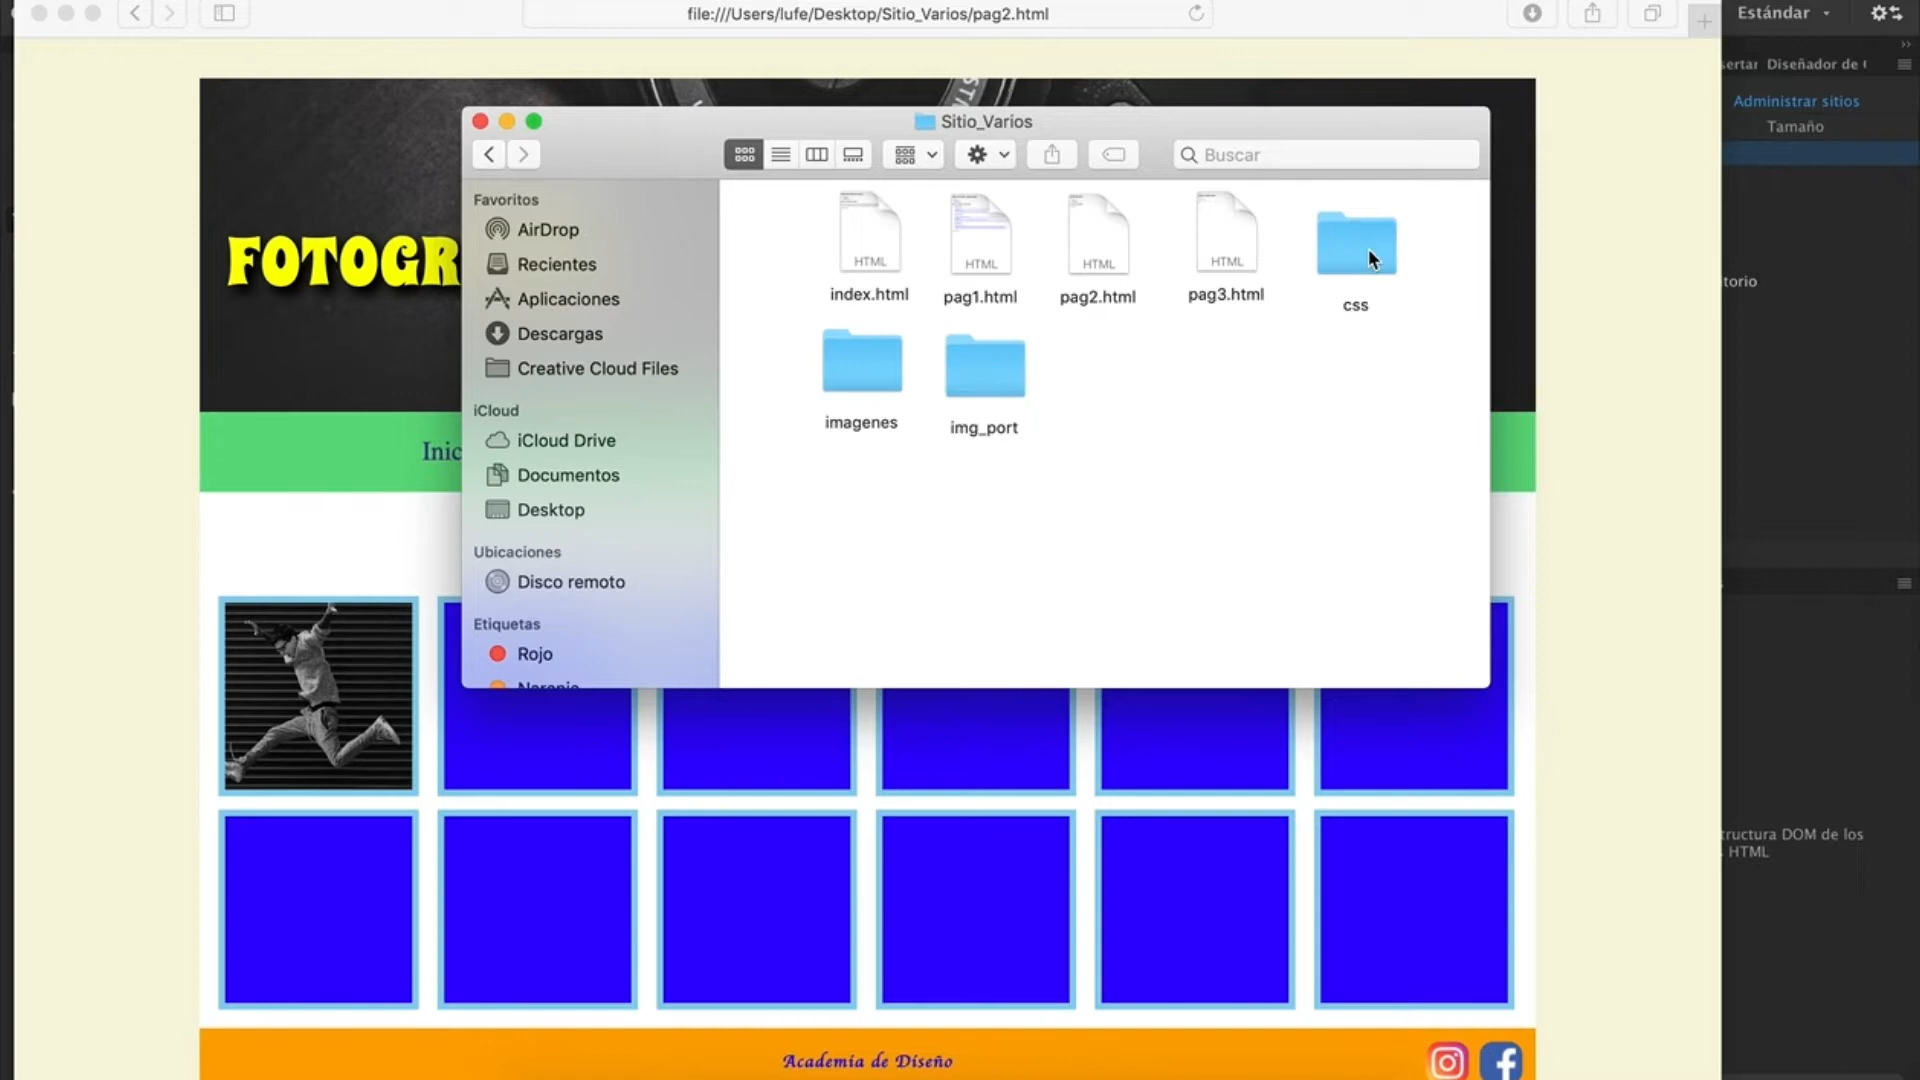 file:///Users/lufe/Desktop/Sitio_Varios/pag2.html
Estándar
sertar Diseñador de
Administrar sitios
Tamaño
torio
tructura DOM de los
HTML
Sitio_Varios
Buscar
Favoritos
AirDrop
Recientes
Aplicaciones
Descargas
Creative Cloud Files
iCloud
iCloud Drive
Documentos
Desktop
Ubicaciones
Disco remoto
Etiquetas
Rojo
Naranja
HTML
HTML
HTML
HTML
index.html
pag1.html
pag2.html
pag3.html
css
imagenes
img_port
FOTOGR
Inic
Academia de Diseño